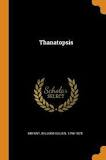 Thanatopsis
Scholar
Select
BRYANT, WILLIAM CULLEN, 1794-1878